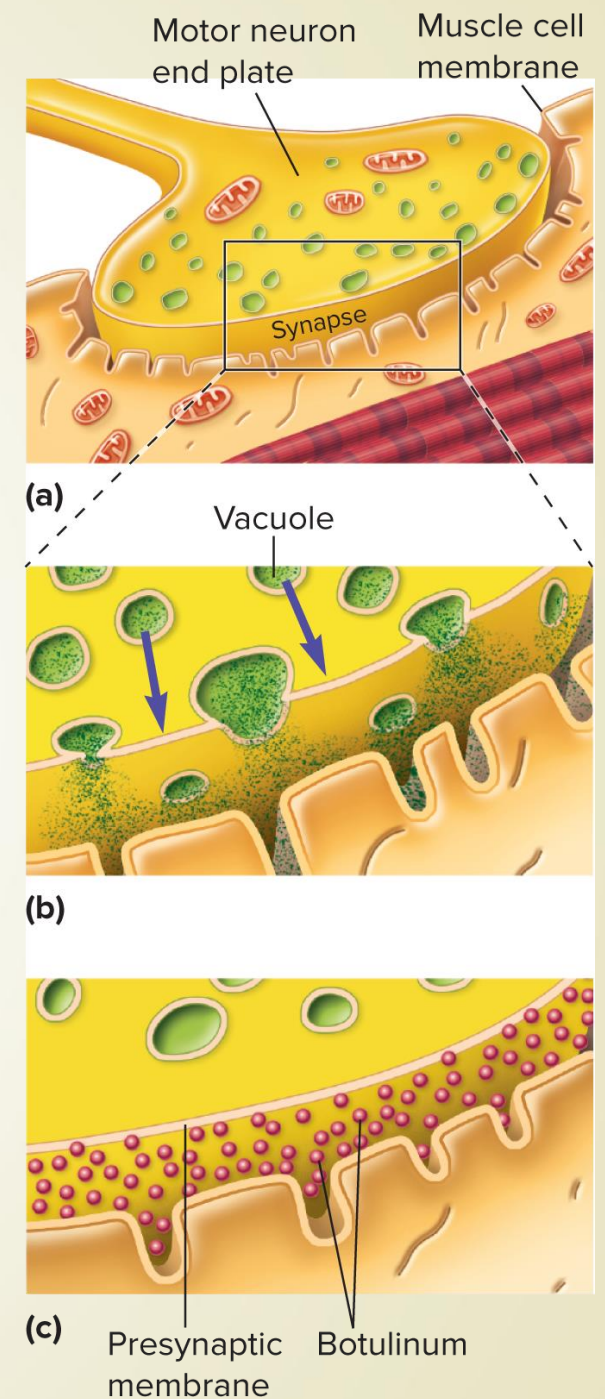 Motor neuron
end plate
Muscle cell
membrane
Synapse
(a)
Vacuole
(b)
(c)
Presynaptic
membrane
Botulinum